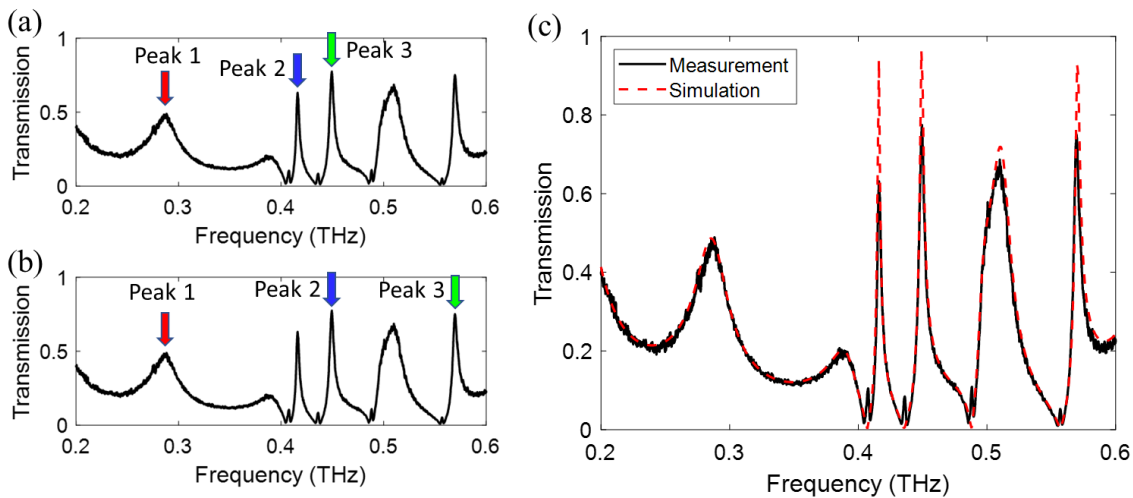 (a)
Transmission
1
0.5
0
Peak 1
Peak 2
Peak 3
0.2 0.3 0.4 0.5 0.6
Frequency (THz)
(b)
Transmission
1
0.5
0
Peak 1
Peak 2
Peak 3
0.2 0.3 0.4 0.5 0.6
Frequency (THz)
(c)
Transmission
1
0.8
0.6
0.4
0.2
0
Measurement
Simulation
0.2 0.3 0.4 0.5 0.6
Frequency (THz)